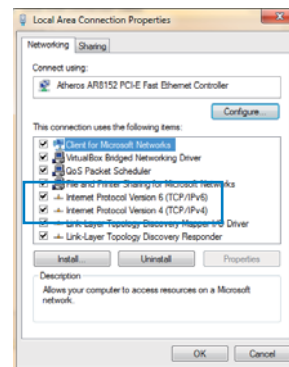 Local Area Connection Properties
Networking Sharing
Connect using:
Atheros AR8152 PCI-E Fast Ethernet Controller
Configure...
This connection uses the following items:
Client for Microsoft Networks
VirtualBox Bridged Networking Driver
QoS Packet Scheduler
File and Printer Sharing for Microsoft Networks
Internet Protocol Version 6 (TCP/IPv6)
Internet Protocol Version 4 (TCP/IPv4)
Link-Layer Topology Discovery Mapper I/O Driver
Link-Layer Topology Discovery Responder
Install... Uninstall Properties
Description
Allows your computer to access resources on a Microsoft
network.
OK Cancel